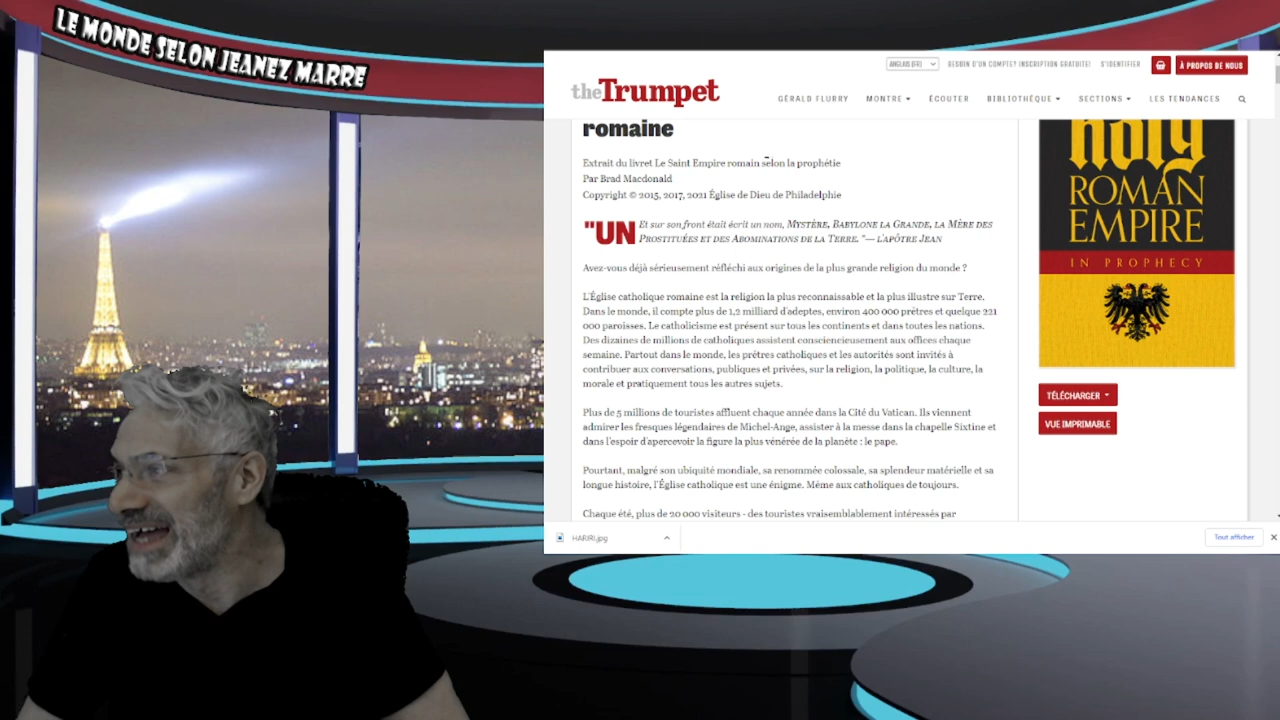 LE MONDE SELON JEANEZ MARRE
ANGLAIS (FR)
BESOIN D'UN COMPTE? INSCRIPTION GRATUITE!
S'IDENTIFIER
À PROPOS DE NOUS
theTrumpet
GÉRALD FLURRY
MONTRE
ÉCOUTER
BIBLIOTHÈQUE
SECTIONS
LES TENDANCES
romaine
Extrait du livret Le Saint Empire romain selon la prophétie
Par Brad Macdonald
Copyright © 2015, 2017, 2021 Église de Dieu de Philadelphie
"UN Et sur son front était écrit un nom, MYSTÈRE, BABYLONE LA GRANDE, LA MÈRE DES
PROSTITUÉES ET DES ABOMINATIONS DE LA TERRE. "— L'APÔTRE JEAN
Avez-vous déjà sérieusement réfléchi aux origines de la plus grande religion du monde ?
L'Église catholique romaine est la religion la plus reconnaissable et la plus illustre sur Terre.
Dans le monde, il compte plus de 1,2 milliard d'adeptes, environ 400 000 prêtres et quelque 221
000 paroisses. Le catholicisme est présent sur tous les continents et dans toutes les nations.
Des dizaines de millions de catholiques assistent consciencieusement aux offices chaque
semaine. Partout dans le monde, les prêtres catholiques et les autorités sont invités à
contribuer aux conversations, publiques et privées, sur la religion, la politique, la culture, la
morale et pratiquement tous les autres sujets.
Plus de 5 millions de touristes affluent chaque année dans la Cité du Vatican. Ils viennent
admirer les fresques légendaires de Michel-Ange, assister à la messe dans la chapelle Sixtine et
dans l'espoir d'apercevoir la figure la plus vénérée de la planète : le pape.
Pourtant, malgré son ubiquité mondiale, sa renommée colossale, sa splendeur matérielle et sa
longue histoire, l'Église catholique est une énigme. Même aux catholiques de toujours.
Chaque été, plus de 20 000 visiteurs - des touristes vraisemblablement intéressés par
holy
ROMAN
EMPIRE
IN PROPHECY
TÉLÉCHARGER
VUE IMPRIMABLE
HARIRI.jpg
Tout afficher